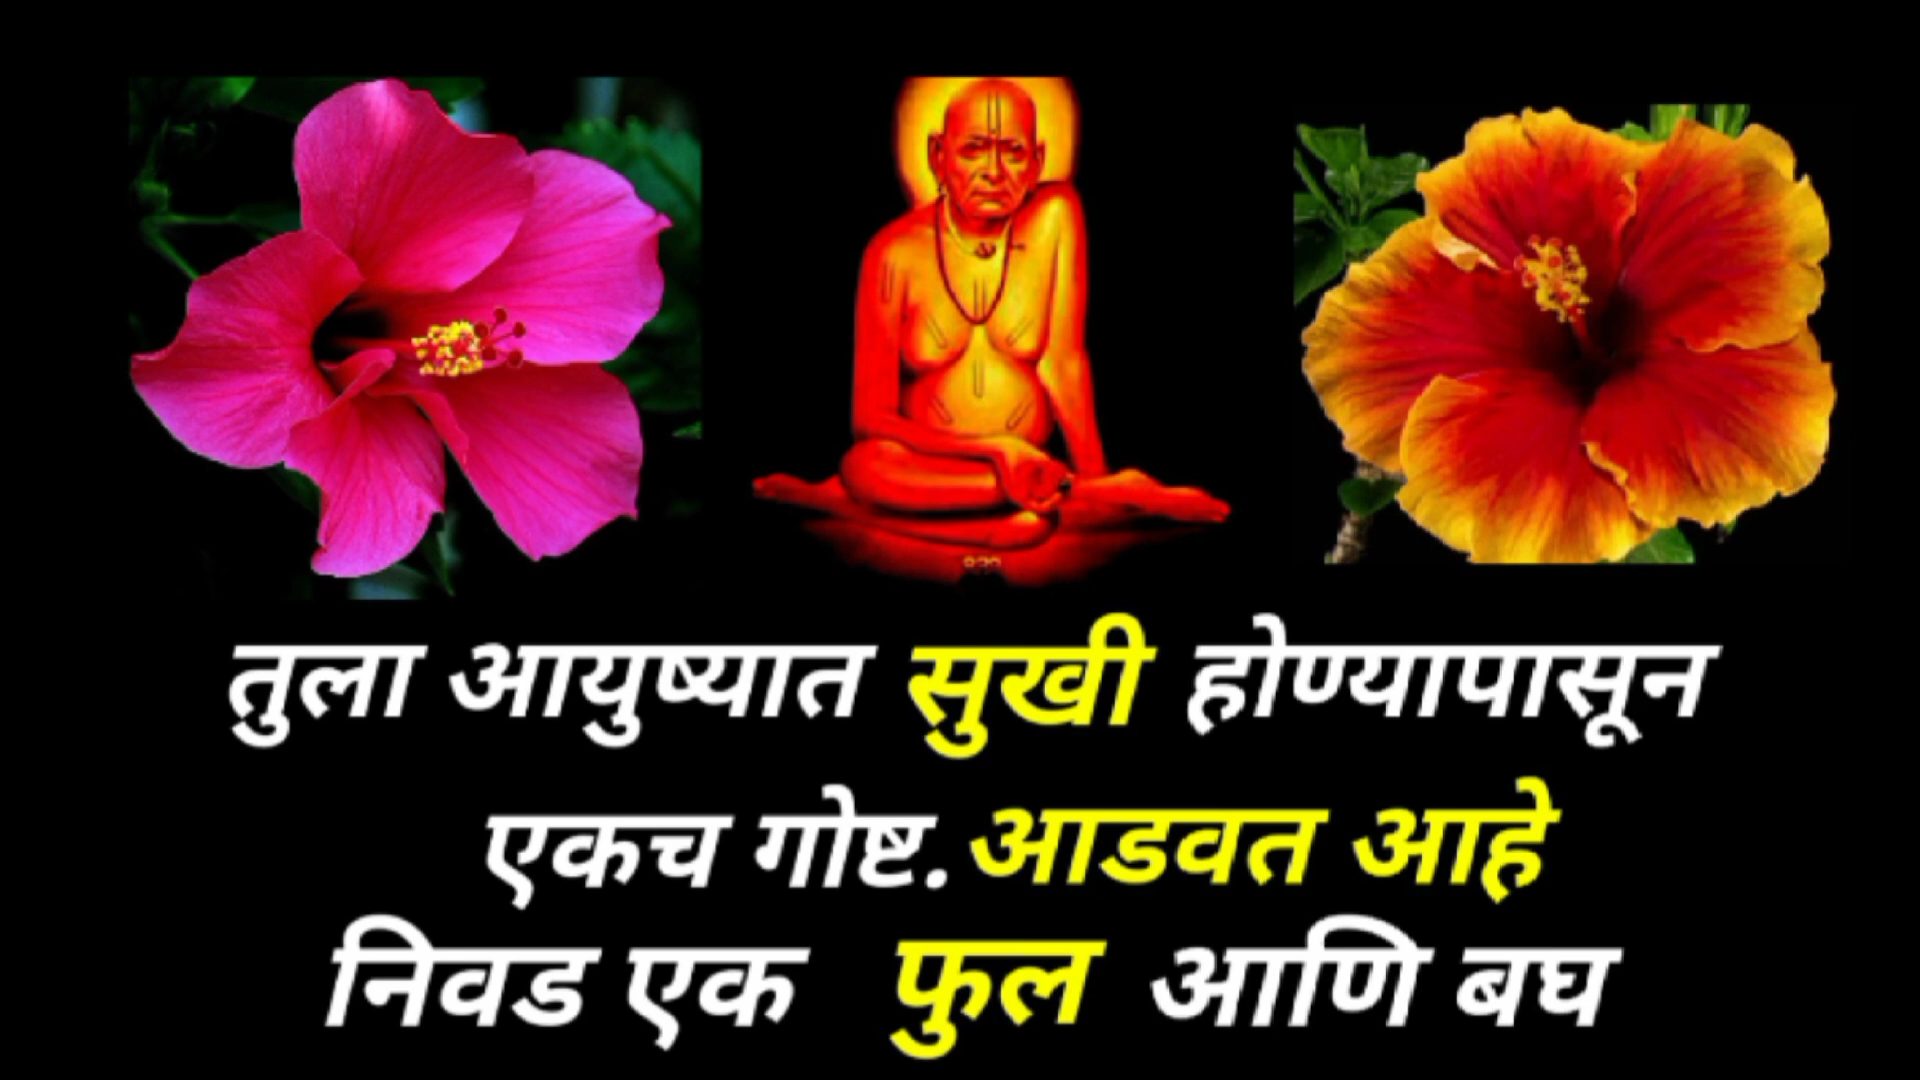 तुला आयुष्यात सुखी होण्यापासून
एकच गोष्ट. आडवत आहे
निवड एक फुल आणि बघ